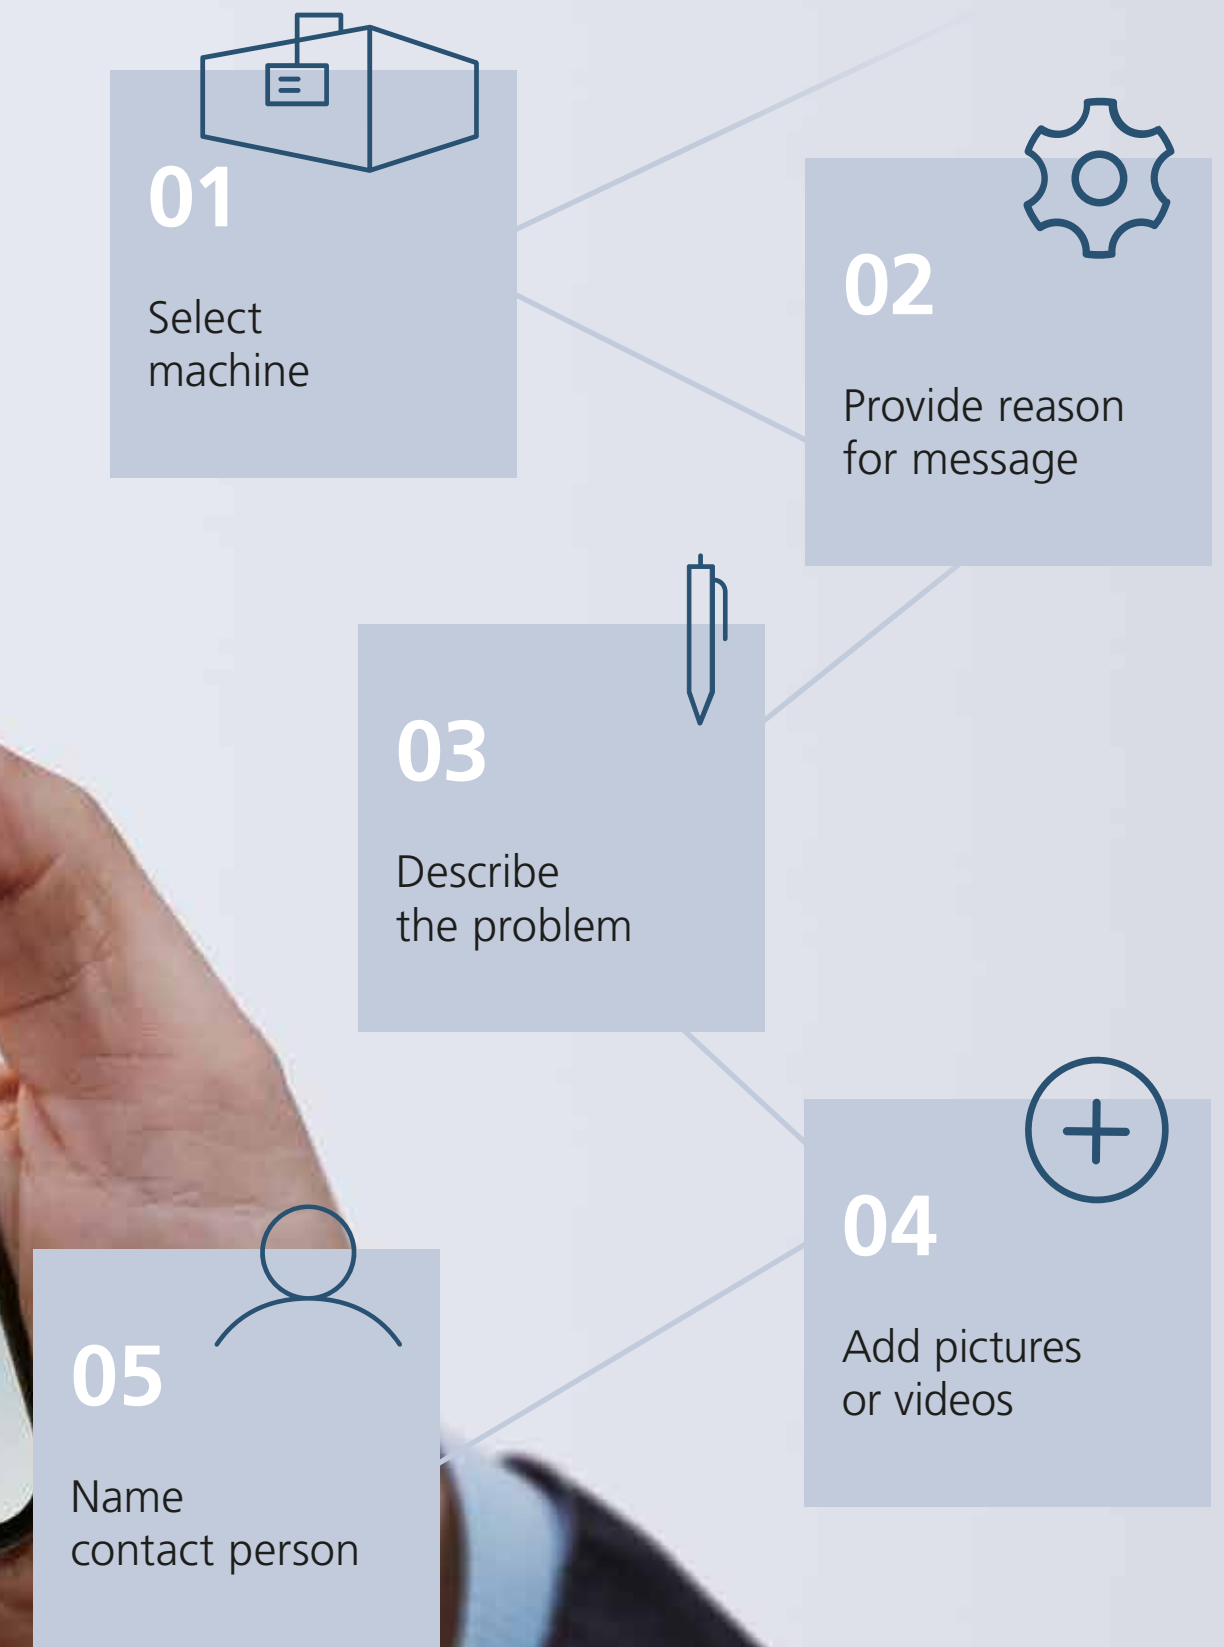 01
Select
machine
02
Provide reason
for message
03
Describe
the problem
04
Add pictures
or videos
05
Name
contact person